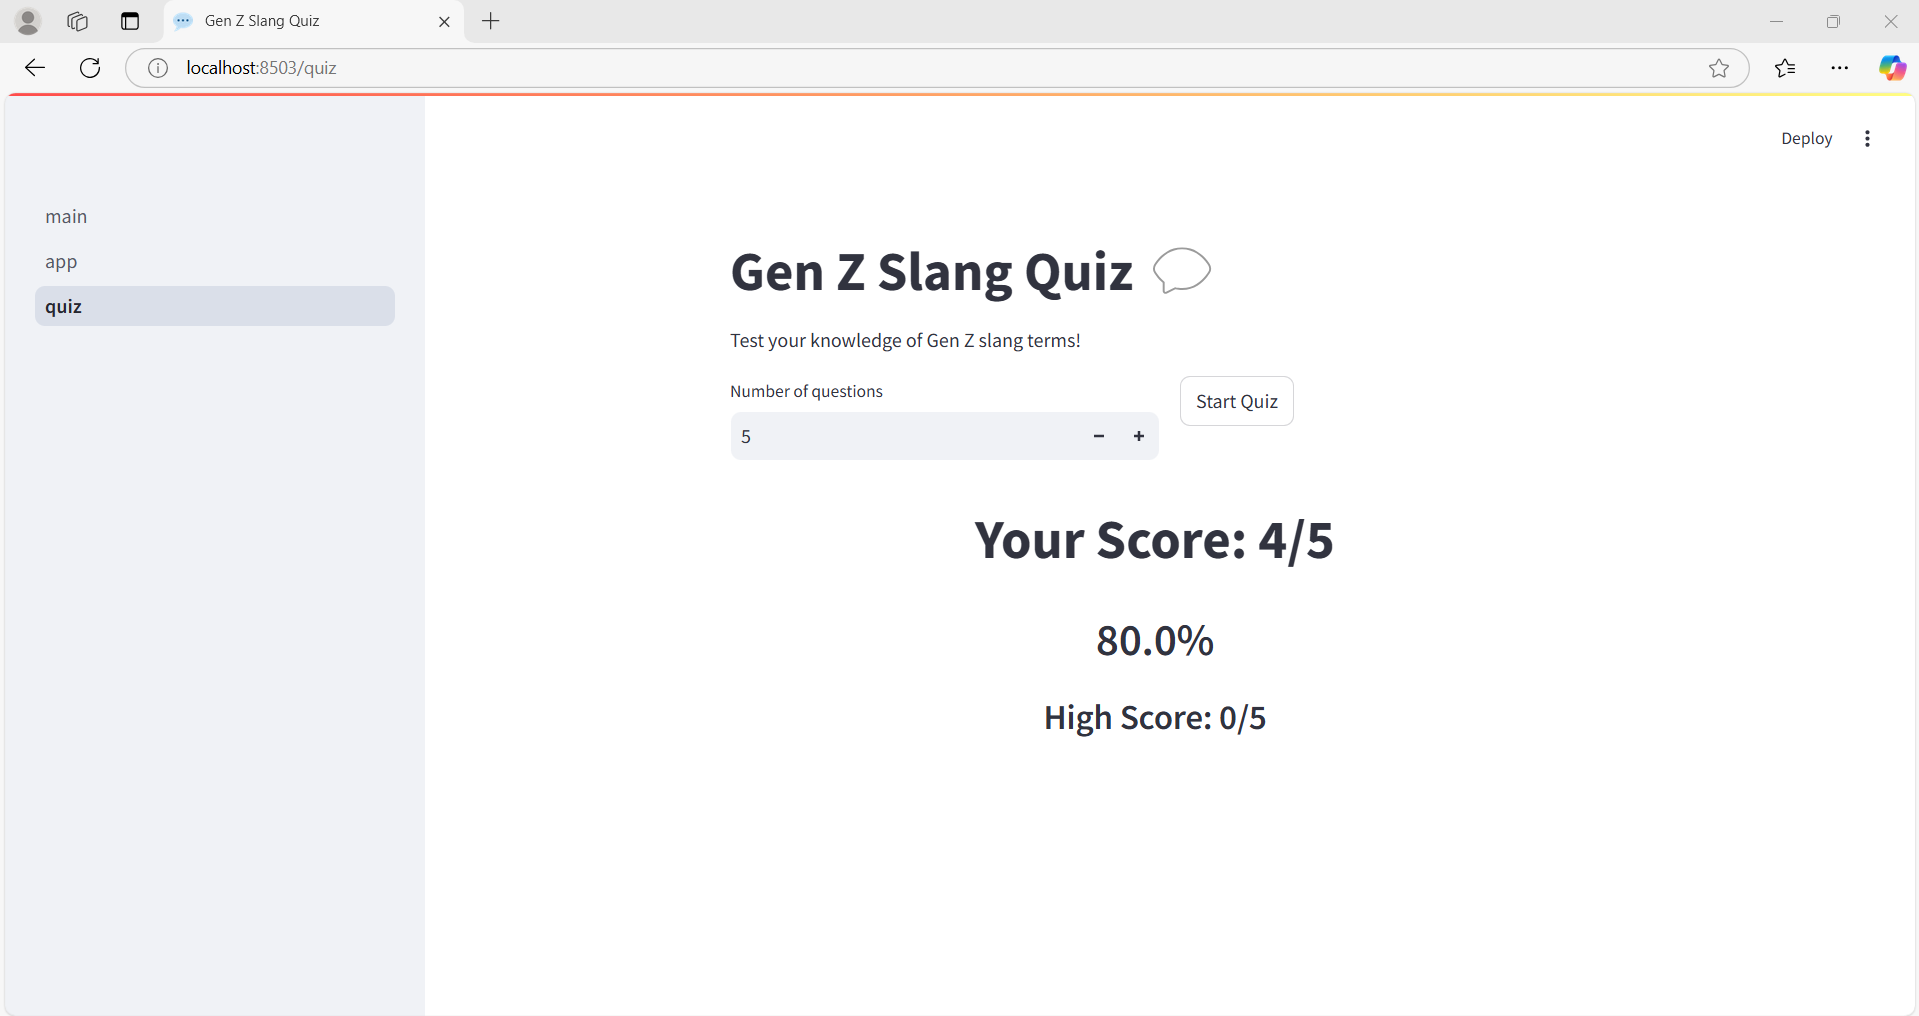 Gen Z Slang Quiz
localhost:8503/quiz
Deploy
main
app
quiz
Gen Z Slang Quiz
Test your knowledge of Gen Z slang terms!
Number of questions
5
Start Quiz
Your Score: 4/5
80.0%
High Score: 0/5